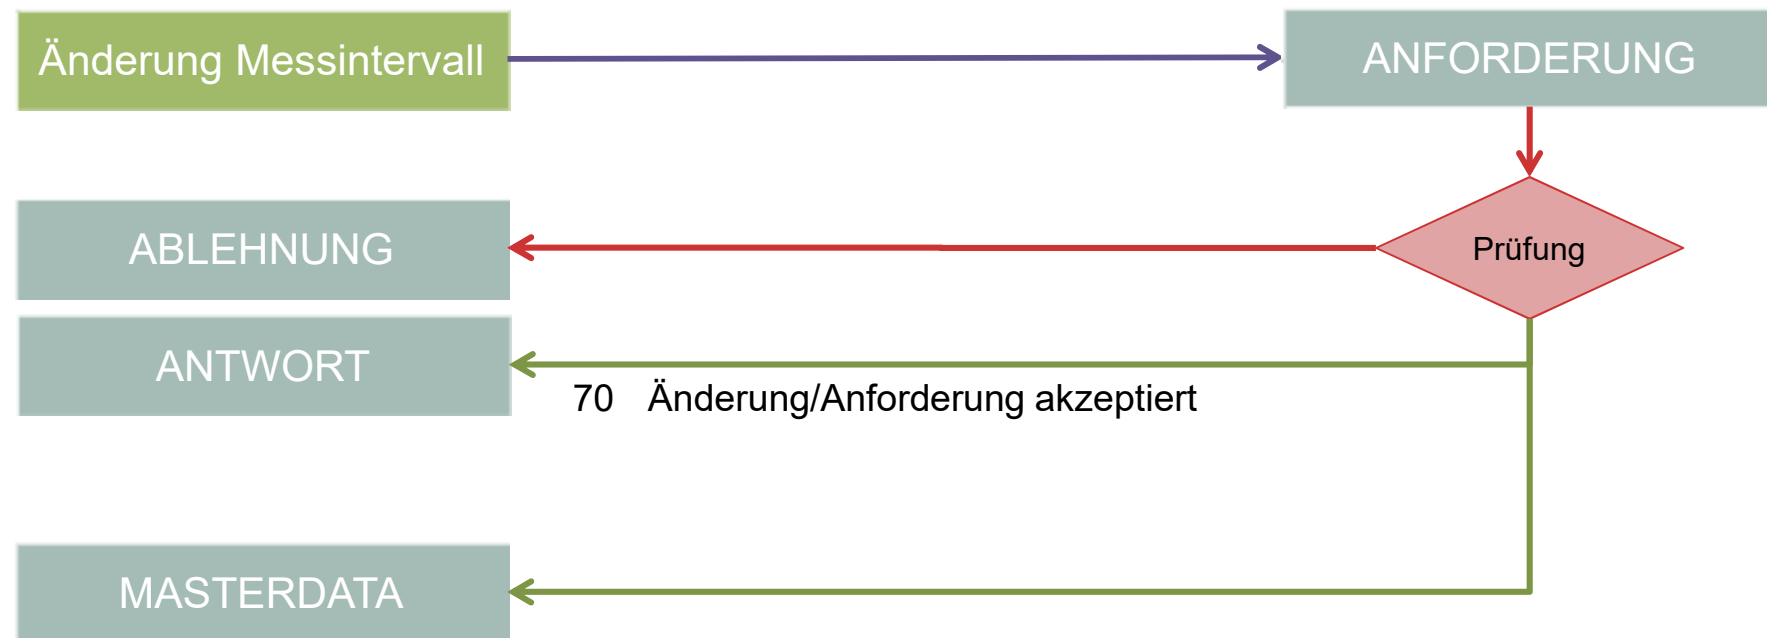 Änderung Messintervall
ANFORDERUNG
ABLEHNUNG
Prüfung
ANTWORT
70 Änderung/Anforderung akzeptiert
MASTERDATA